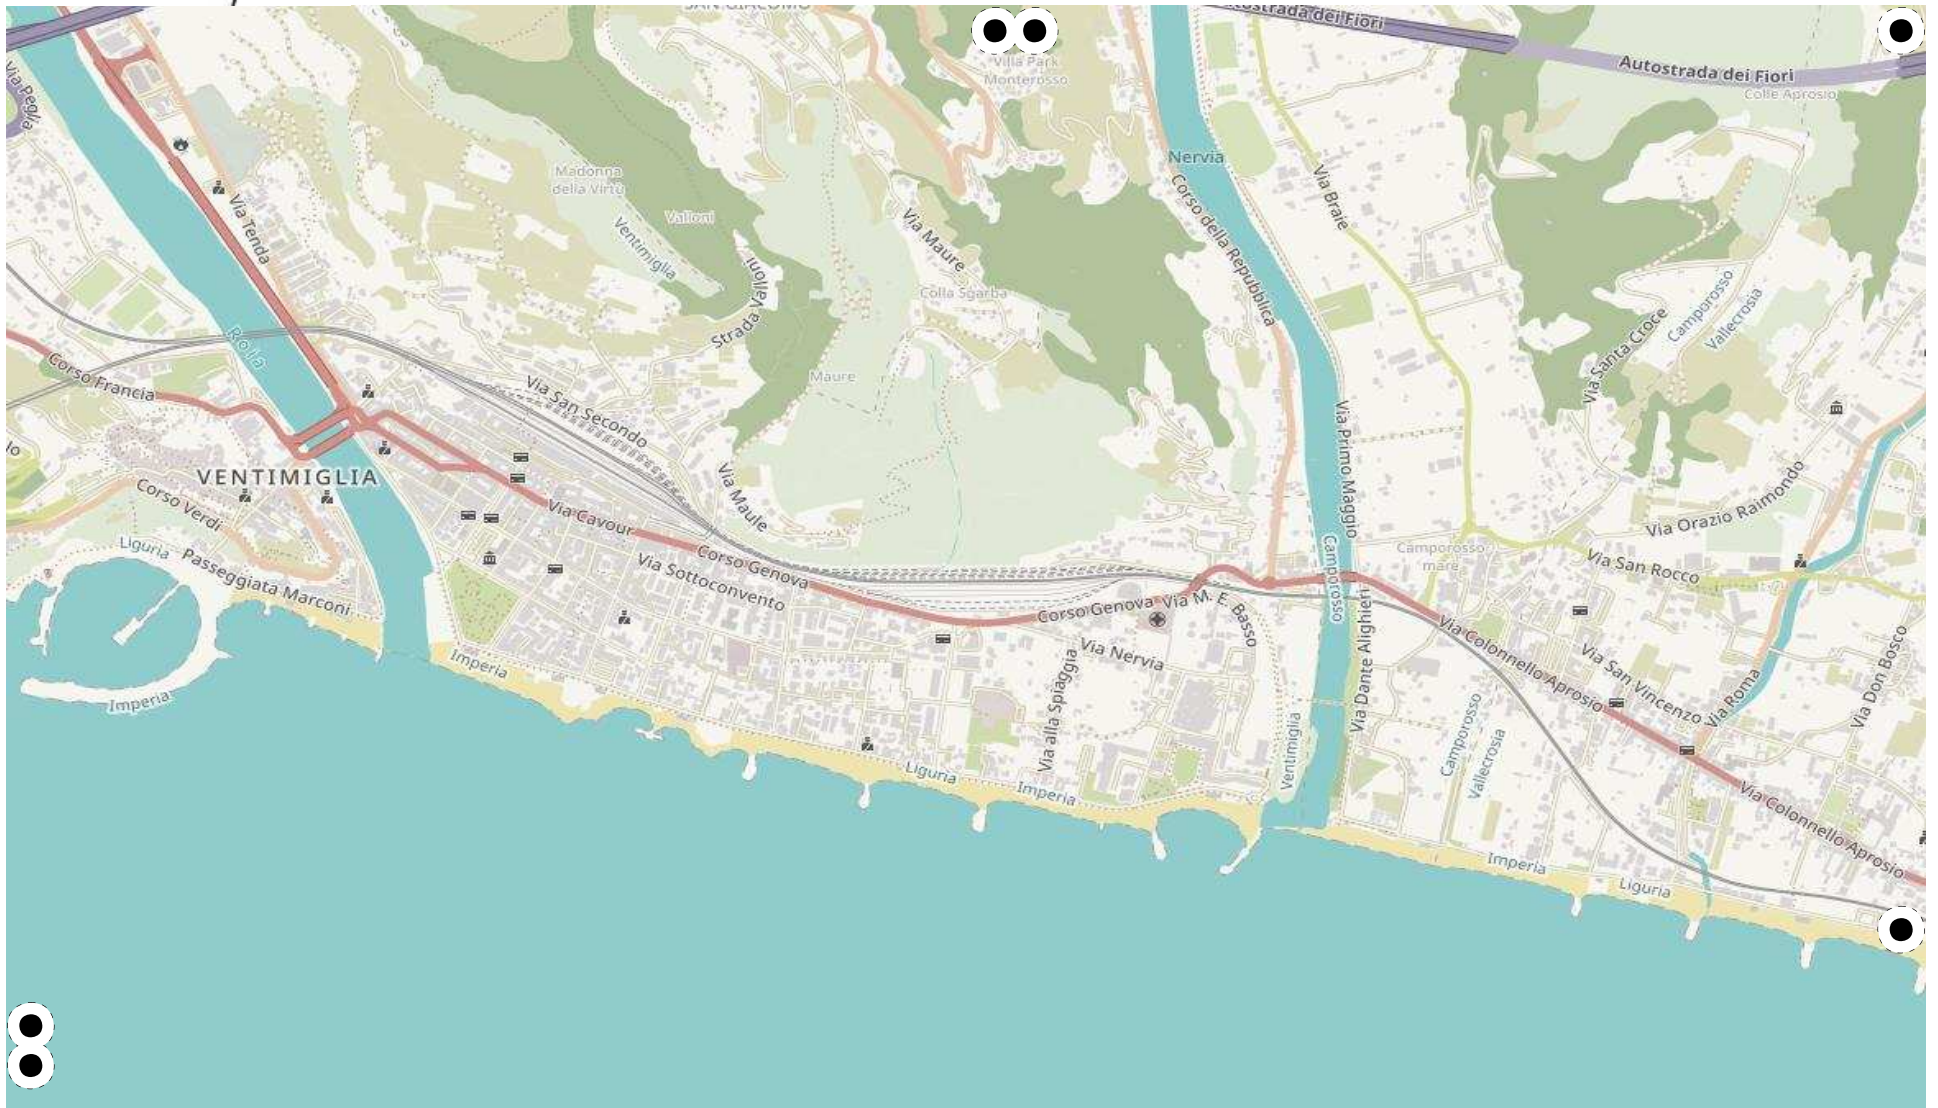 Autostrada dei Fiori
Autostrada dei Fiori
Colle Aprosio
Villa Park
Monterosso
Via Peglia
Nervia
Madonna
della Virtù
Valloni
Via Tenda
Ventimiglia
Via Maure
Via Braie
Corso della Repubblica
Colla Sgarba
Strada Valloni
Camporosso
Vallecrosia
Via Santa Croce
Roia
Maure
Corso Francia
Via San Secondo
VENTIMIGLIA
Corso Verdi
Via Maule
Via Cavour
Via Primo Maggio
Via Orazio Raimondo
Liguria
Passeggiata Marconi
Corso Genova
Via Sottoconvento
Camporosso
Camporosso
mare
Via San Rocco
Corso Genova
Via M. E. Basso
Via Nervia
Via Dante Alighieri
Via Colonnello Aprosio
Via San Vincenzo
Via Roma
Via Don Bosco
Imperia
Imperia
Via alla Spiaggia
Ventimiglia
Camporosso
Vallecrosia
Liguria
Imperia
Via Colonnello Aprosio
Imperia
Liguria